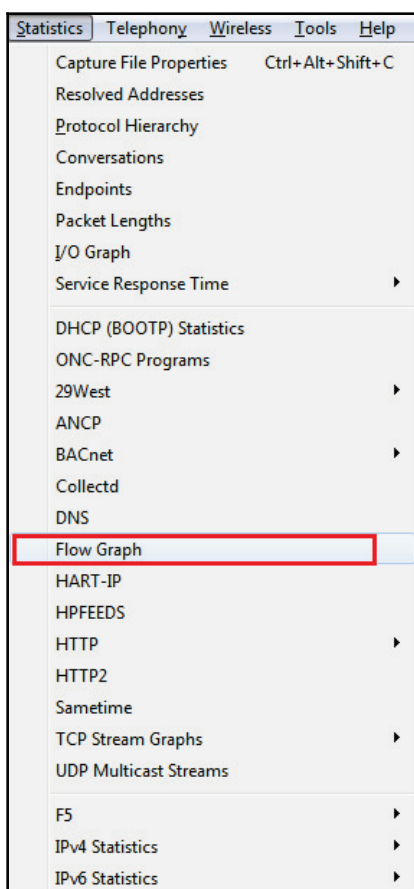 Statistics Telephony Wireless Tools Help
Capture File Properties Ctrl+Alt+Shift+C
Resolved Addresses
Protocol Hierarchy
Conversations
Endpoints
Packet Lengths
I/O Graph
Service Response Time
DHCP (BOOTP) Statistics
ONC-RPC Programs
29West
ANCP
BACnet
Collectd
DNS
Flow Graph
HART-IP
HPFEEDS
HTTP
HTTP2
Sametime
TCP Stream Graphs
UDP Multicast Streams
F5
IPv4 Statistics
IPv6 Statistics